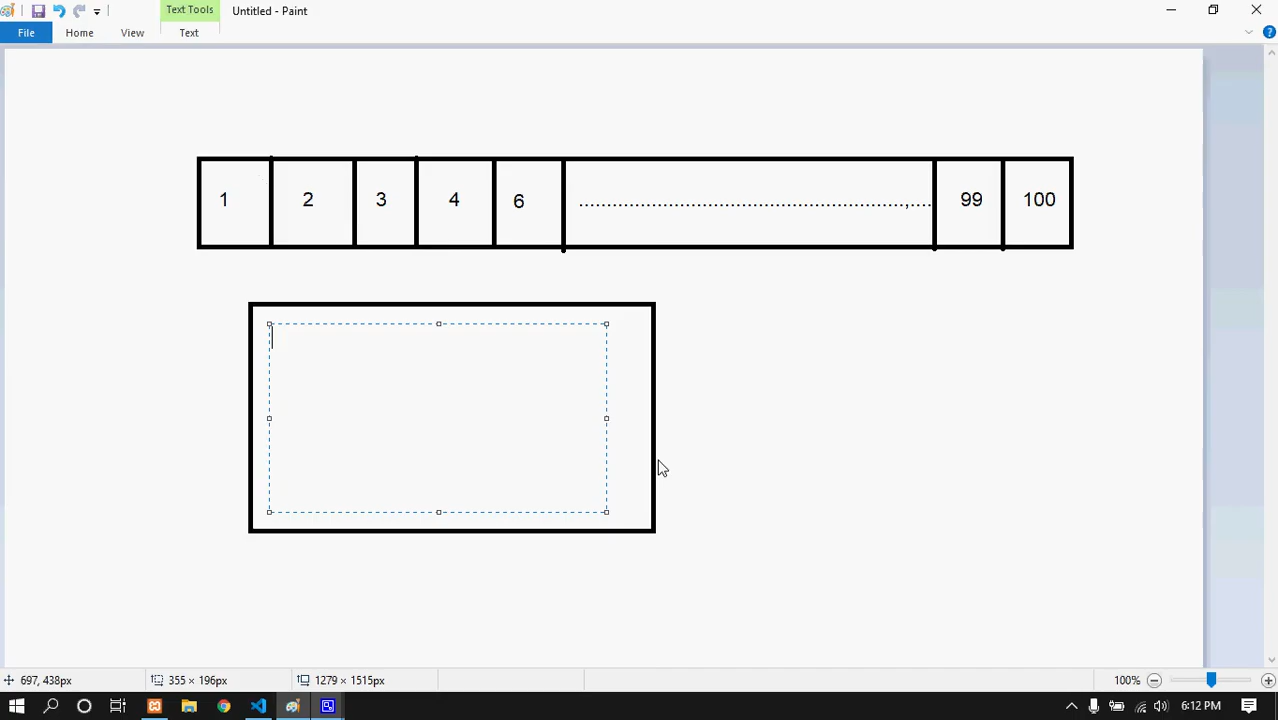 Text Tools
Untitled - Paint
File
Home
View
Text
1 2 3 4 6 ............................................................,.... 99 100
697, 438px
355 × 196px
1279 × 1515px
100%
6:12 PM